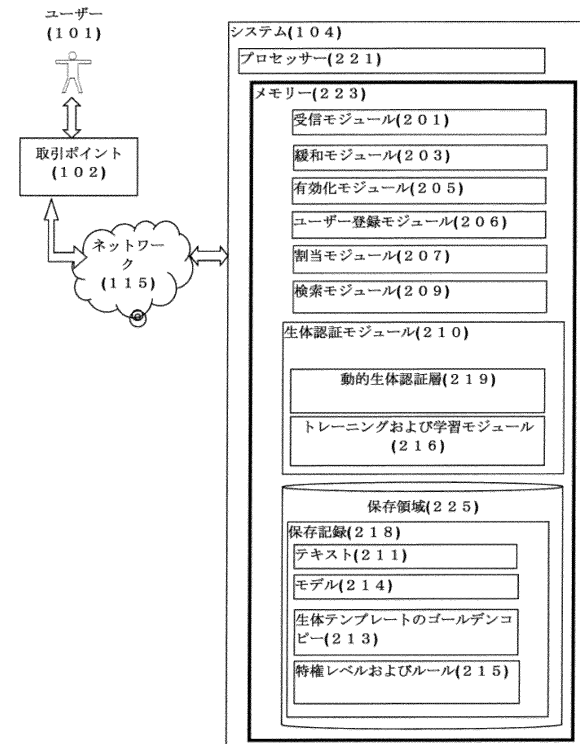 ユーザー
(１０１)
取引ポイント
(１０２)
ネットワー
ク
(１１５)
システム(１０４)
プロセッサー(２２１)
メモリー(２２３)
受信モジュール(２０１)
緩和モジュール(２０３)
有効化モジュール(２０５)
ユーザー登録モジュール(２０６)
割当モジュール(２０７)
検索モジュール(２０９)
生体認証モジュール(２１０)
動的生体認証層(２１９)
トレーニングおよび学習モジュール
(２１６)
保存領域(２２５)
保存記録(２１８)
テキスト(２１１)
モデル(２１４)
生体テンプレートのゴールデンコ
ピー(２１３)
特権レベルおよびルール(２１５)